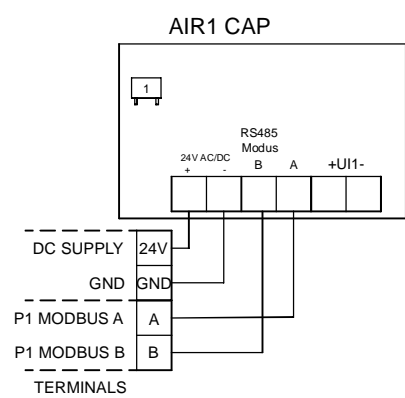 AIR1 CAP
1
RS485
Modus
24V AC/DC
+ - B A +UI1-
DC SUPPLY 24V
GND GND
P1 MODBUS A A
P1 MODBUS B B
TERMINALS